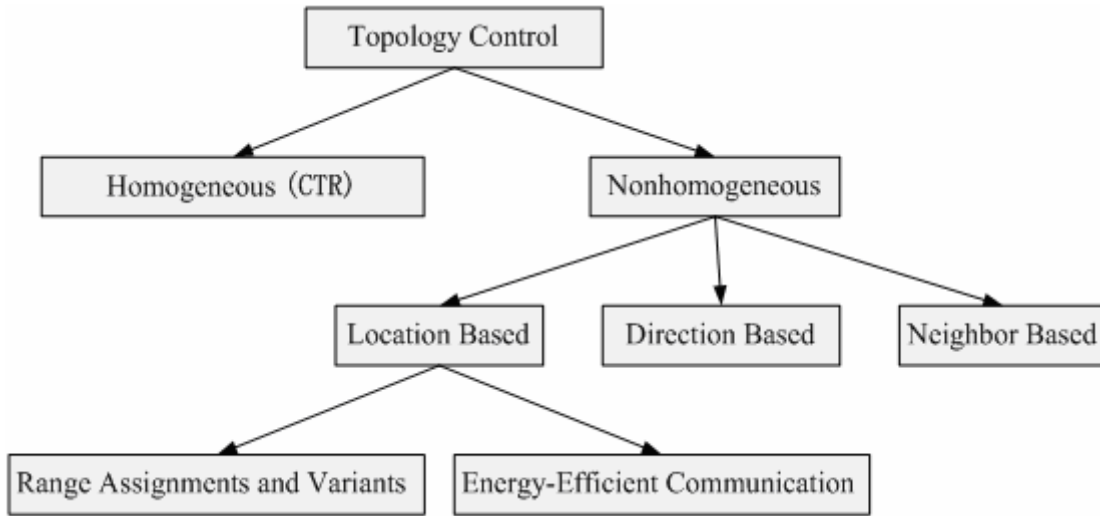 Topology Control
Homogeneous (CTR)
Nonhomogeneous
Location Based
Direction Based
Neighbor Based
Range Assignments and Variants
Energy-Efficient Communication